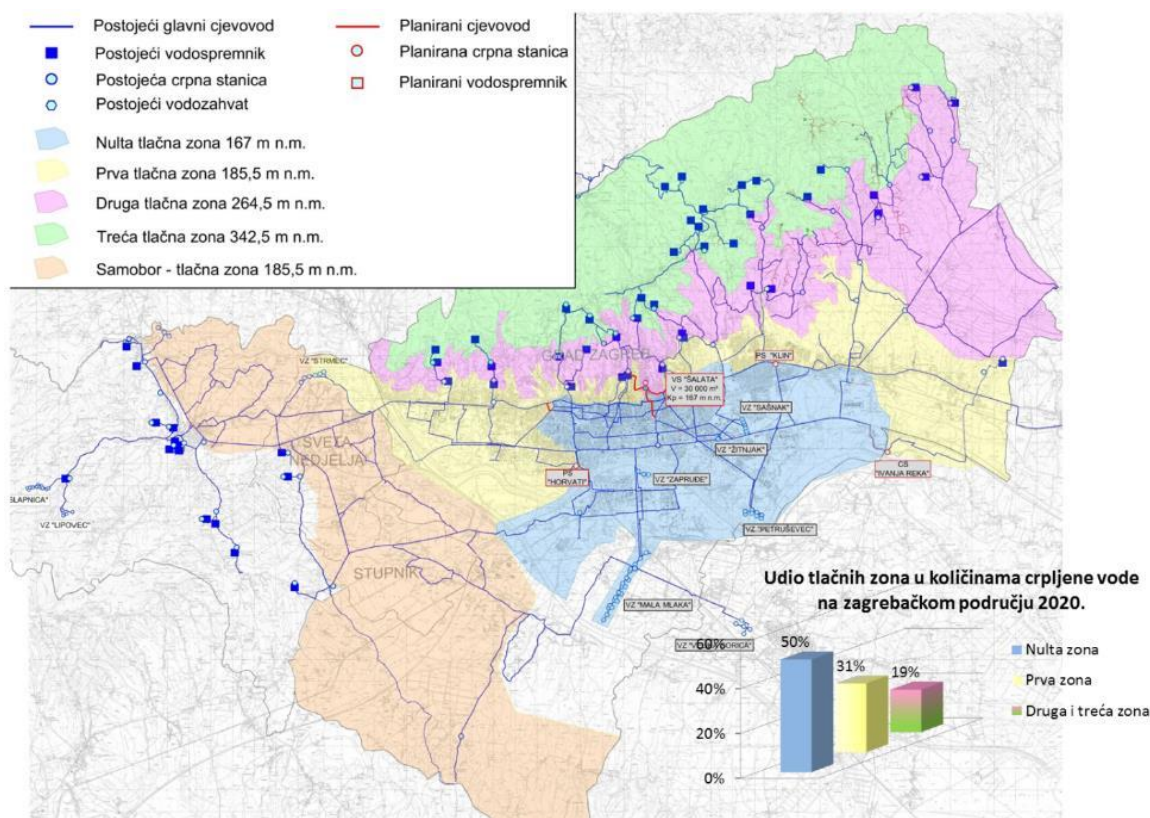 Postojeći glavni cjevovod
Postojeći vodospremnik
Postojeća crpna stanica
Postojeći vodozahvat
Nulta tlačna zona 167 m n.m.
Prva tlačna zona 185,5 m n.m.
Druga tlačna zona 264,5 m n.m.
Treća tlačna zona 342,5 m n.m.
Samobor - tlačna zona 185,5 m n.m.
Planirani cjevovod
Planirana crpna stanica
Planirani vodospremnik
GRAD ZAGREB
VZ "STRMEC"
PS "KLIN"
VS "ŠALATA"
V = 30 000 m³
Kp = 167 m n.m.
VZ "SAŠNAK"
SVETA
NEDJELJA
VZ "ŽITNJAK"
PS
"HORVATI"
VZ "ZAPRUĐE"
CS
"IVANJA REKA"
SLAPNICA"
VZ "LIPOVEC"
VZ "PETRUŠEVEC"
STUPNIK
VZ "MALA MLAKA"
Udio tlačnih zona u količinama crpljene vode
na zagrebačkom području 2020.
60%
40%
20%
0%
50%
31%
19%
Nulta zona
Prva zona
Druga i treća zona